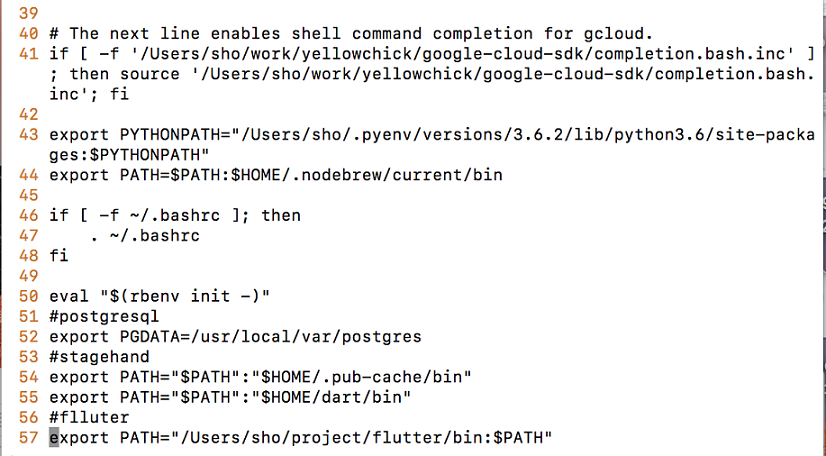 39
40 # The next line enables shell command completion for gcloud.
41 if [ -f '/Users/sho/work/yellowchick/google-cloud-sdk/completion.bash.inc' ]
; then source '/Users/sho/work/yellowchick/google-cloud-sdk/completion.bash.
inc'; fi
42
43 export PYTHONPATH="/Users/sho/.pyenv/versions/3.6.2/lib/python3.6/site-packa
ges:$PYTHONPATH"
44 export PATH=$PATH:$HOME/.nodebrew/current/bin
45
46 if [ -f ~/.bashrc ]; then
47     . ~/.bashrc
48 fi
49
50 eval "$(rbenv init -)"
51 #postgresql
52 export PGDATA=/usr/local/var/postgres
53 #stagehand
54 export PATH="$PATH":"$HOME/.pub-cache/bin"
55 export PATH="$PATH":"$HOME/dart/bin"
56 #flluter
57 export PATH="/Users/sho/project/flutter/bin:$PATH"